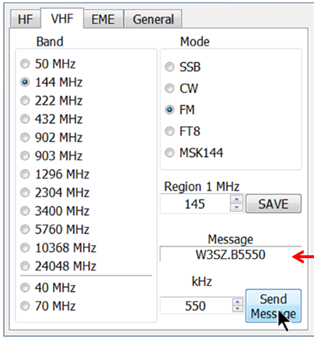 HF VHF EME General
Band
50 MHz
144 MHz
222 MHz
432 MHz
902 MHz
903 MHz
1296 MHz
2304 MHz
3400 MHz
5760 MHz
10368 MHz
24048 MHz
40 MHz
70 MHz
Mode
SSB
CW
FM
FT8
MSK144
Region 1 MHz
145 SAVE
Message
W3SZ.B5550
kHz
550
Send
Message